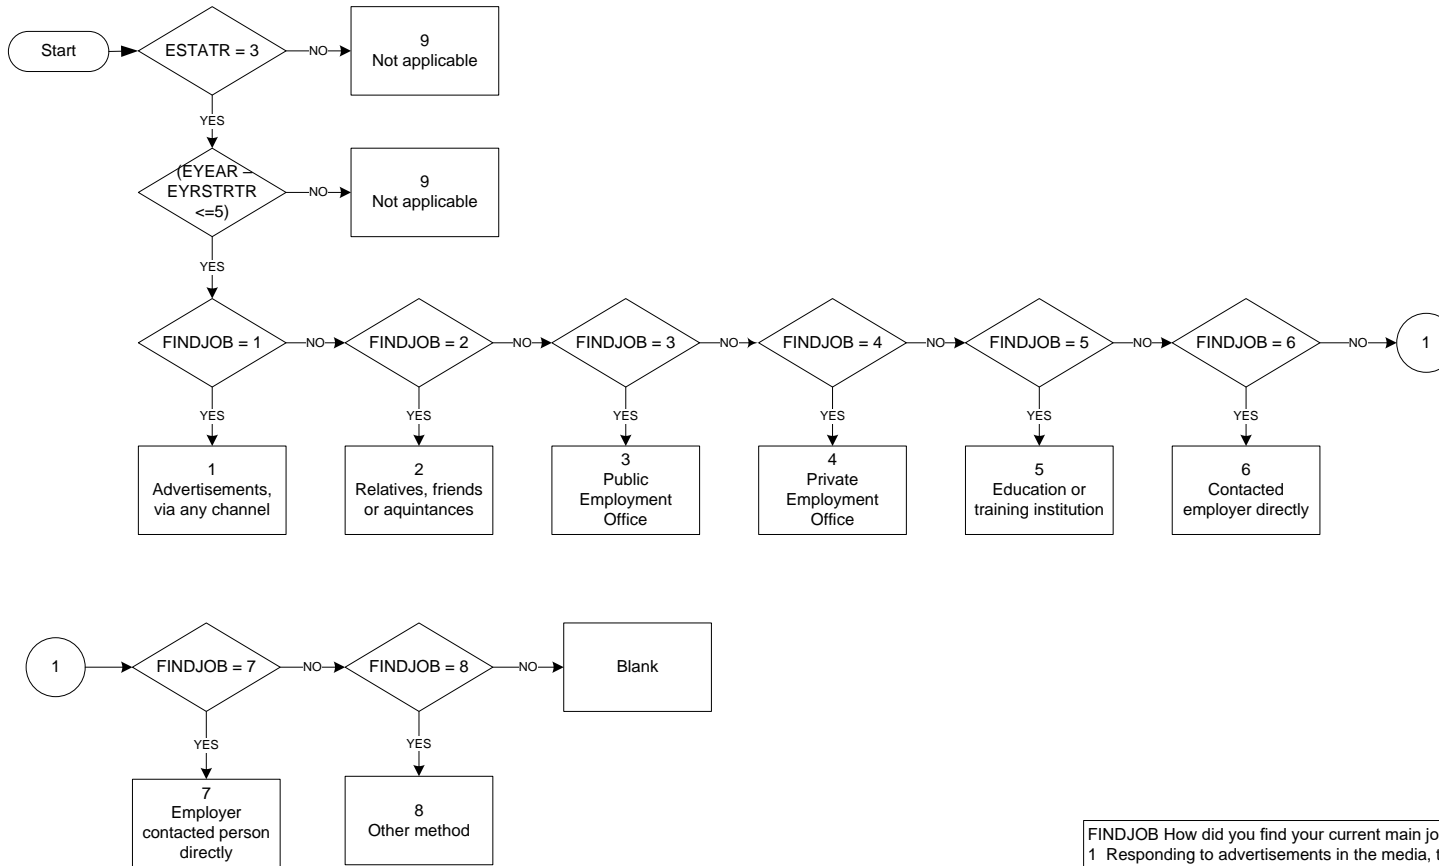 Start
ESTATR = 3
NO
9
Not applicable
YES
(EYEAR –
EYRSTRTR
<=5)
NO
9
Not applicable
YES
FINDJOB = 1
NO
FINDJOB = 2
NO
FINDJOB = 3
NO
FINDJOB = 4
NO
FINDJOB = 5
NO
FINDJOB = 6
NO
1
YES
YES
YES
YES
YES
YES
1
Advertisements,
via any channel
2
Relatives, friends
or aquintances
3
Public
Employment
Office
4
Private
Employment
Office
5
Education or
training institution
6
Contacted
employer directly
1
FINDJOB = 7
NO
FINDJOB = 8
NO
Blank
YES
YES
7
Employer
contacted person
directly
8
Other method
FINDJOB How did you find your current main
1 Responding to advertisements in the media,